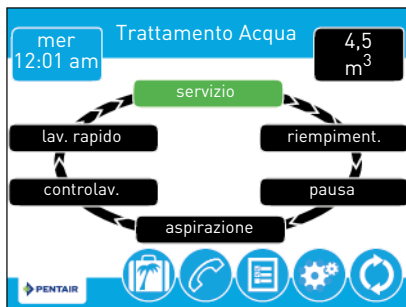 mer
12:01 am
Trattamento Acqua
4,5
m³
servizio
lav. rapido
riempiment.
controlav.
pausa
aspirazione
PENTAIR